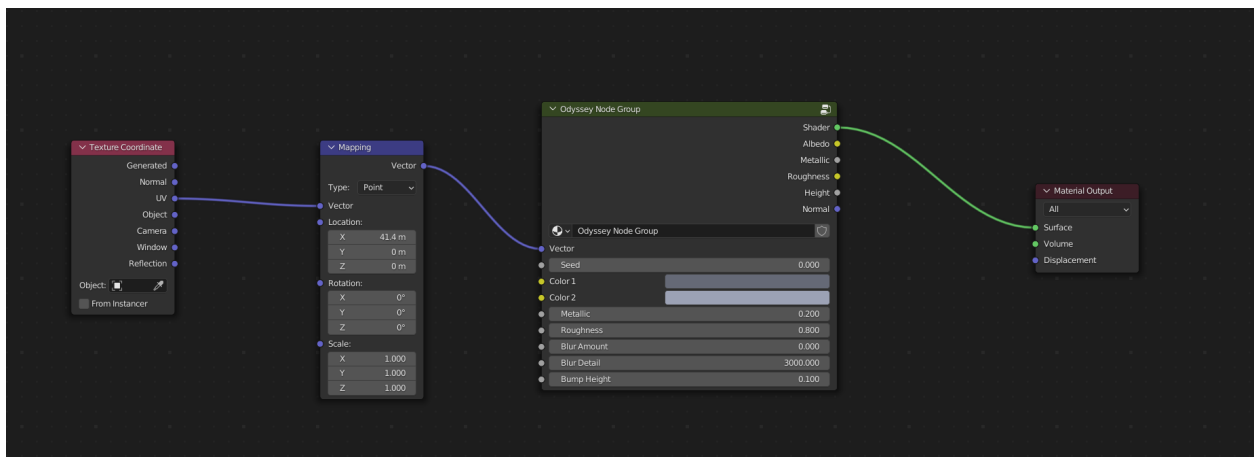 Texture Coordinate
Generated
Normal
UV
Object
Camera
Window
Reflection
Object:
From Instancer
Mapping
Vector
Type: Point
Vector
Location:
X 41.4 m
Y 0 m
Z 0 m
Rotation:
X 0°
Y 0°
Z 0°
Scale:
X 1.000
Y 1.000
Z 1.000
Odyssey Node Group
Shader
Albedo
Metallic
Roughness
Height
Normal
Odyssey Node Group
Vector
Seed 0.000
Color 1
Color 2
Metallic 0.200
Roughness 0.800
Blur Amount 0.000
Blur Detail 3000.000
Bump Height 0.100
Material Output
All
Surface
Volume
Displacement